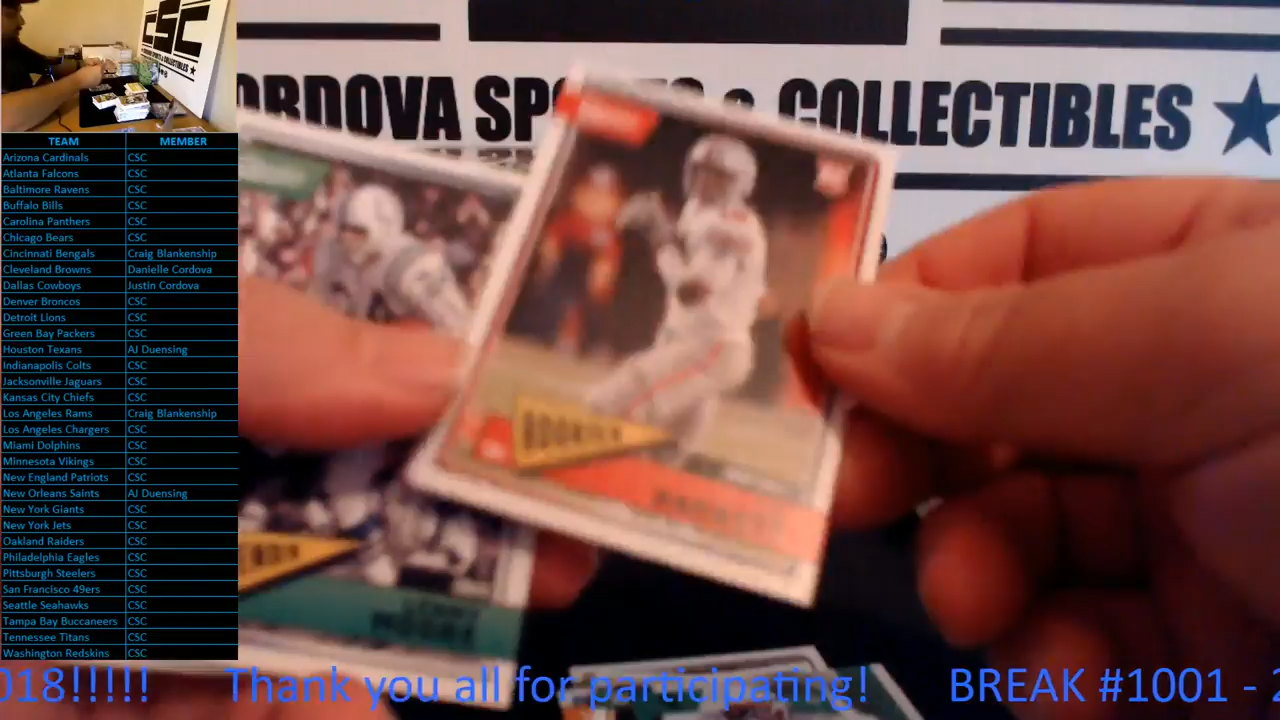 CSC
TEAM MEMBER
Arizona Cardinals CSC
Atlanta Falcons CSC
Baltimore Ravens CSC
Buffalo Bills CSC
Carolina Panthers CSC
Chicago Bears CSC
Cincinnati Bengals Craig Blankenship
Cleveland Browns Danielle Cordova
Dallas Cowboys Justin Cordova
Denver Broncos CSC
Detroit Lions CSC
Green Bay Packers CSC
Houston Texans AJ Duensing
Indianapolis Colts CSC
Jacksonville Jaguars CSC
Kansas City Chiefs CSC
Los Angeles Rams Craig Blankenship
Los Angeles Chargers CSC
Miami Dolphins CSC
Minnesota Vikings CSC
New England Patriots CSC
New Orleans Saints AJ Duensing
New York Giants CSC
New York Jets CSC
Oakland Raiders CSC
Philadelphia Eagles CSC
Pittsburgh Steelers CSC
San Francisco 49ers CSC
Seattle Seahawks CSC
Tampa Bay Buccaneers CSC
Tennessee Titans CSC
Washington Redskins CSC
ORDOVA SP & COLLECTIBLES
ROOKIES
018!!!!! Thank you all for participating! BREAK #1001 - 2